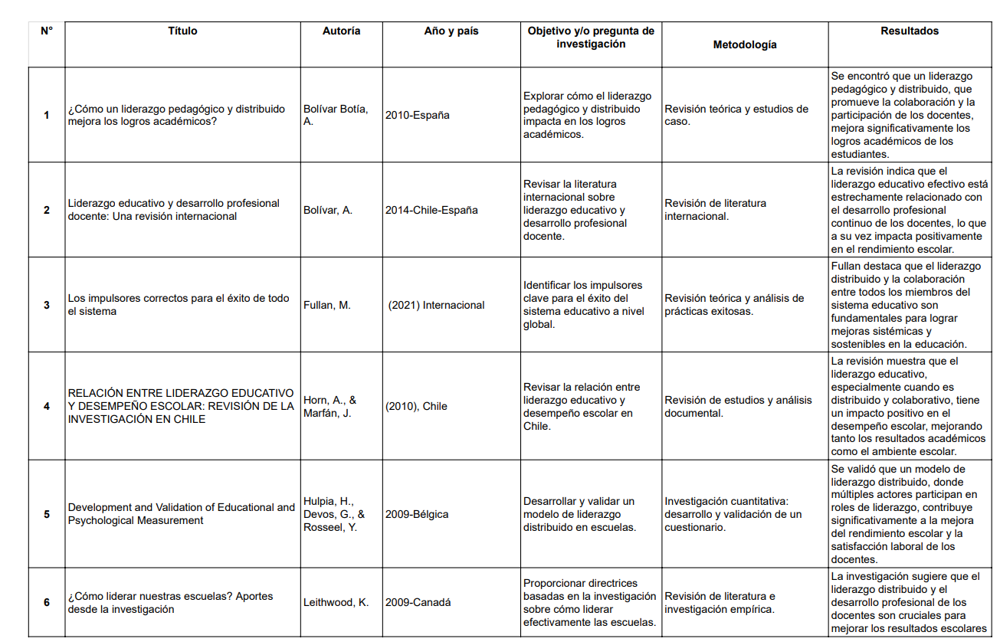 N°
Título
Autoría
Año y país
Objetivo y/o pregunta de
investigación
Metodología
Resultados
1
¿Cómo un liderazgo pedagógico y distribuido
mejora los logros académicos?
Bolívar Botía,
A.
2010-España
Explorar cómo el liderazgo
pedagógico y distribuido
impacta en los logros
académicos.
Revisión teórica y estudios de
caso.
Se encontró que un liderazgo
pedagógico y distribuido, que
promueve la colaboración y la
participación de los docentes,
mejora significativamente los
logros académicos de los
estudiantes.
2
Liderazgo educativo y desarrollo profesional
docente: Una revisión internacional
Bolívar, A.
2014-Chile-España
Revisar la literatura
internacional sobre
liderazgo educativo y
desarrollo profesional
docente.
Revisión de literatura
internacional.
La revisión indica que el
liderazgo educativo efectivo está
estrechamente relacionado con
el desarrollo profesional
continuo de los docentes, lo que
a su vez impacta positivamente
en el rendimiento escolar.
3
Los impulsores correctos para el éxito de todo
el sistema
Fullan, M.
(2021) Internacional
Identificar los impulsores
clave para el éxito del
sistema educativo a nivel
global.
Revisión teórica y análisis de
prácticas exitosas.
Fullan destaca que el liderazgo
distribuido y la colaboración
entre todos los miembros del
sistema educativo son
fundamentales para lograr
mejoras sistémicas y
sostenibles en la educación.
4
RELACIÓN ENTRE LIDERAZGO EDUCATIVO
Y DESEMPEÑO ESCOLAR: REVISIÓN DE LA
INVESTIGACIÓN EN CHILE
Horn, A., &
Marfán, J.
(2010), Chile
Revisar la relación entre
liderazgo educativo y
desempeño escolar en
Chile.
Revisión de estudios y análisis
documental.
La revisión muestra que el
liderazgo educativo,
especialmente cuando es
distribuido y colaborativo, tiene
un impacto positivo en el
desempeño escolar, mejorando
tanto los resultados académicos
como el ambiente escolar.
5
Development and Validation of Educational and
Psychological Measurement
Hulpia, H.,
Devos, G., &
Rosseel, Y.
2009-Bélgica
Desarrollar y validar un
modelo de liderazgo
distribuido en escuelas.
Investigación cuantitativa:
desarrollo y validación de un
cuestionario.
Se validó que un modelo de
liderazgo distribuido, donde
múltiples actores participan en
roles de liderazgo, contribuye
significativamente a la mejora
del rendimiento escolar y la
satisfacción laboral de los
docentes.
6
¿Cómo liderar nuestras escuelas? Aportes
desde la investigación
Leithwood, K.
2009-Canadá
Proporcionar directrices
basadas en la investigación
sobre cómo liderar
efectivamente las escuelas.
Revisión de literatura e
investigación empírica.
La investigación sugiere que el
liderazgo distribuido y el
desarrollo profesional de los
docentes son cruciales para
mejorar los resultados escolares